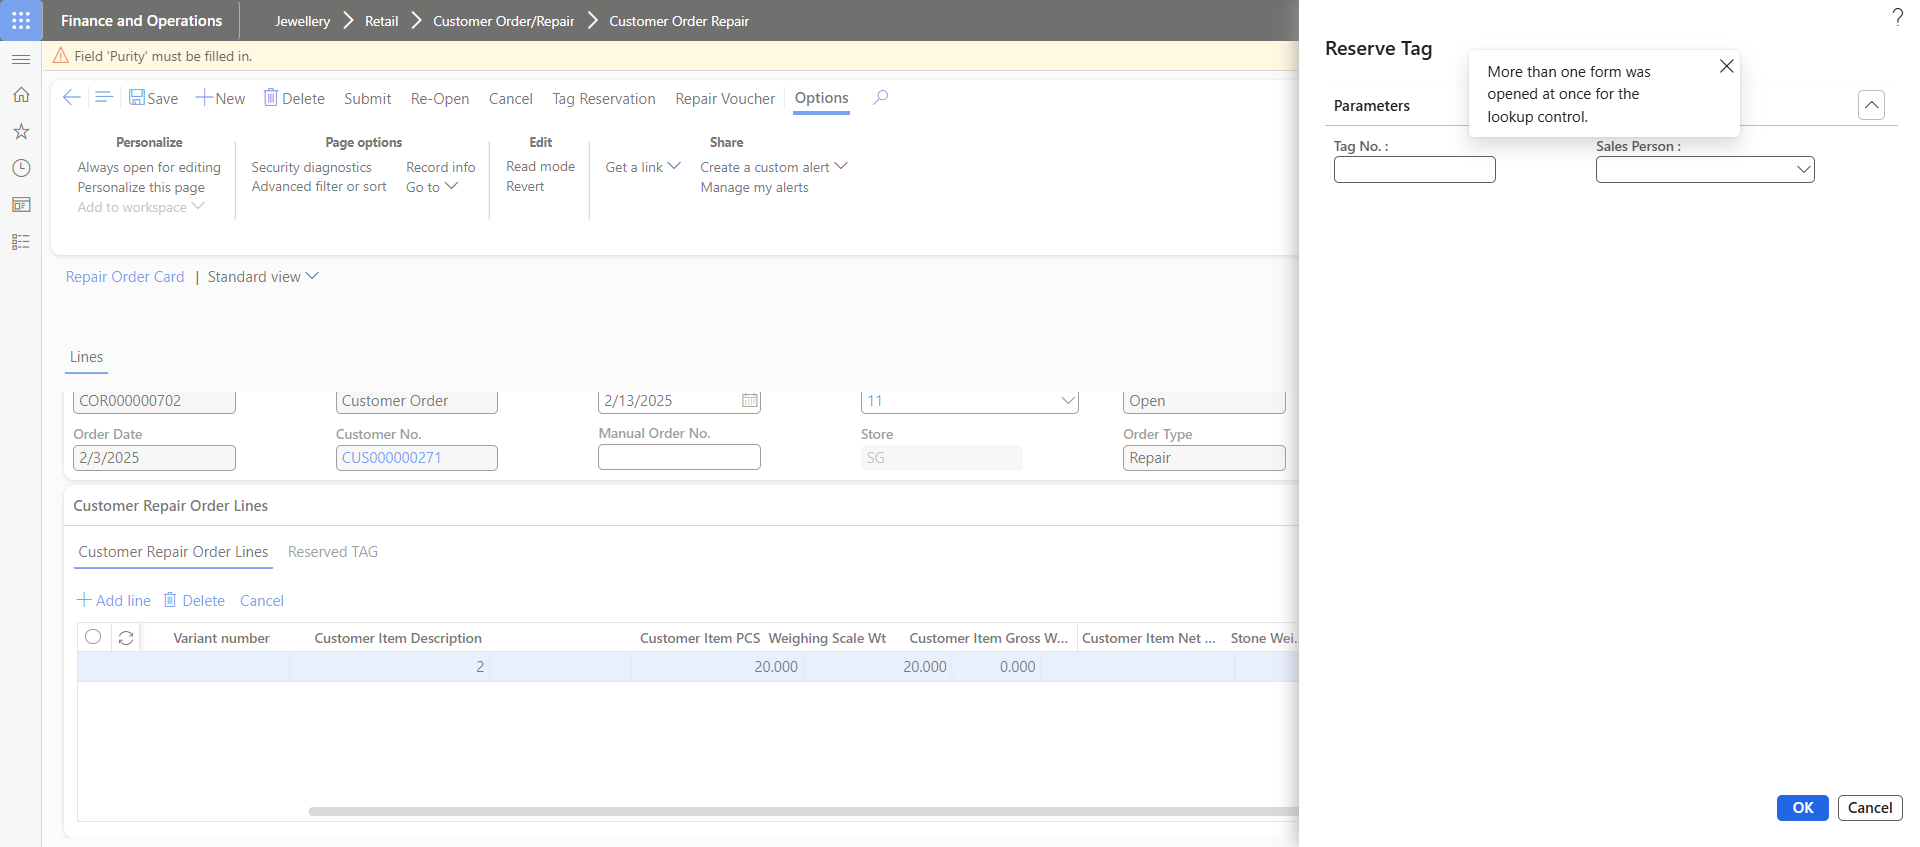 Finance and Operations
Jewellery > Retail > Customer Order/Repair > Customer Order Repair
?
Field 'Purity' must be filled in.
Save
New
Delete
Submit
Re-Open
Cancel
Tag Reservation
Repair Voucher
Options
Personalize
Always open for editing
Personalize this page
Add to workspace
Page options
Security diagnostics
Advanced filter or sort
Record info
Go to
Edit
Read mode
Revert
Get a link
Share
Create a custom alert
Manage my alerts
Repair Order Card | Standard view
Lines
COR000000702
Customer Order
2/13/2025
11
Open
Order Date
2/3/2025
Customer No.
CUS000000271
Manual Order No.
Store
SG
Order Type
Repair
Customer Repair Order Lines
Customer Repair Order Lines
Reserved TAG
Add line
Delete
Cancel
Variant number
Customer Item Description
Customer Item PCS
Weighing Scale Wt
Customer Item Gross W...
Customer Item Net ...
Stone Wei...
2
20.000
20.000
0.000
Reserve Tag
More than one form was
opened at once for the
lookup control.
Parameters
Tag No. :
Sales Person :
OK
Cancel